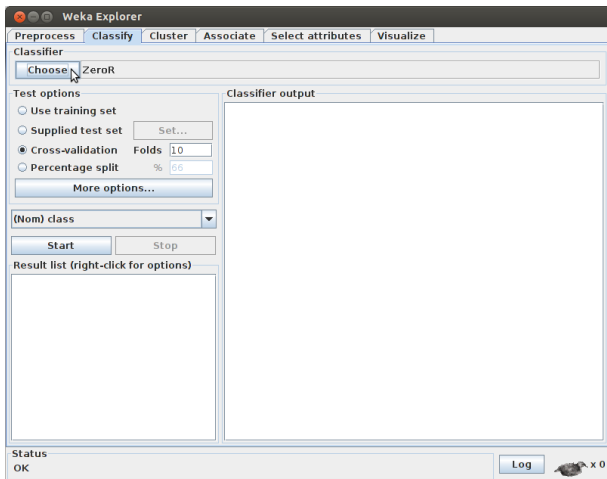 Weka Explorer
Preprocess Classify Cluster Associate Select attributes Visualize
Classifier
Choose ZeroR
Test options
Use training set
Supplied test set Set...
Cross-validation Folds 10
Percentage split % 66
More options...
(Nom) class
Start Stop
Result list (right-click for options)
Classifier output
Status
OK
Log x 0